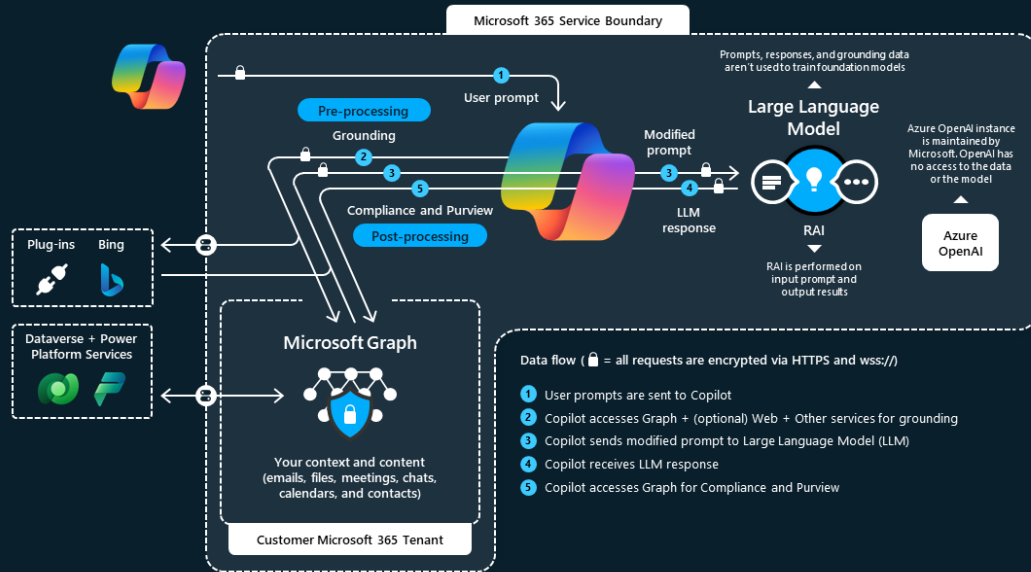 Microsoft 365 Service Boundary
Prompts, responses, and grounding data
aren't used to train foundation models
1
User prompt
Pre-processing
Grounding
2
3
5
Compliance and Purview
Post-processing
Modified
prompt
3
4
LLM
response
Large Language
Model
RAI
RAI is performed on
input prompt and
output results
Azure OpenAI instance
is maintained by
Microsoft. OpenAI has
no access to the data
or the model
Azure
OpenAI
Plug-ins
Bing
Dataverse + Power
Platform Services
Microsoft Graph
Your context and content
(emails, files, meetings, chats,
calendars, and contacts)
Customer Microsoft 365 Tenant
Data flow ( = all requests are encrypted via HTTPS and wss://)
1 User prompts are sent to Copilot
2 Copilot accesses Graph + (optional) Web + Other services for grounding
3 Copilot sends modified prompt to Large Language Model (LLM)
4 Copilot receives LLM response
5 Copilot accesses Graph for Compliance and Purview